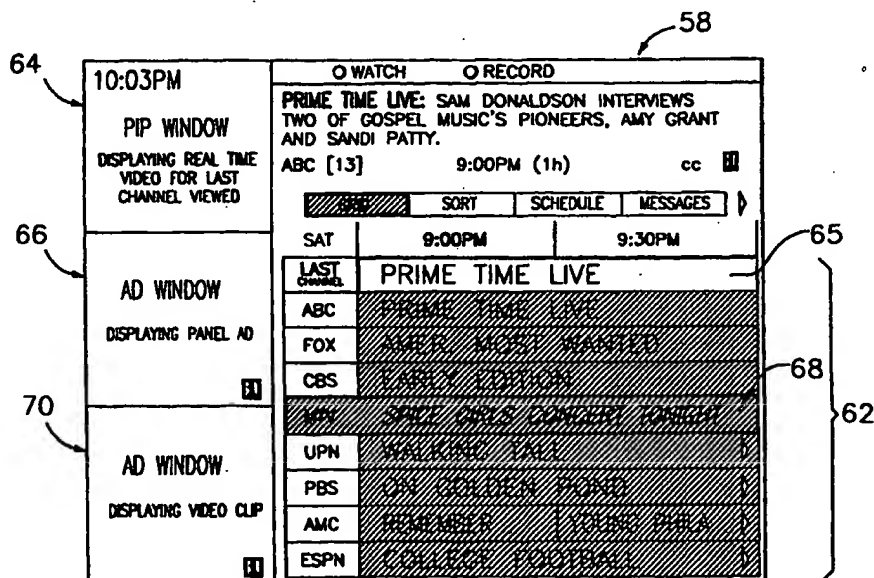 58
64
10:03PM
PIP WINDOW
DISPLAYING REAL TIME
VIDEO FOR LAST
CHANNEL VIEWED
O WATCH O RECORD
PRIME TIME LIVE: SAM DONALDSON INTERVIEWS
TWO OF GOSPEL MUSIC'S PIONEERS, AMY GRANT
AND SANDI PATTY.
ABC [13] 9:00PM (1h) cc
GRID SORT SCHEDULE MESSAGES
66
AD WINDOW
DISPLAYING PANEL AD
SAT 9:00PM 9:30PM
LAST CHANNEL PRIME TIME LIVE 65
ABC PRIME TIME LIVE
FOX AMER. MOST WANTED
CBS EARLY EDITION
68
MTV SPICE GIRLS CONCERT TONIGHT
62
70
AD WINDOW
DISPLAYING VIDEO CLIP
UPN WALKING TALL
PBS ON GOLDEN POND
AMC REMEMBER YOUNG PHILA
ESPN COLLEGE FOOTBALL